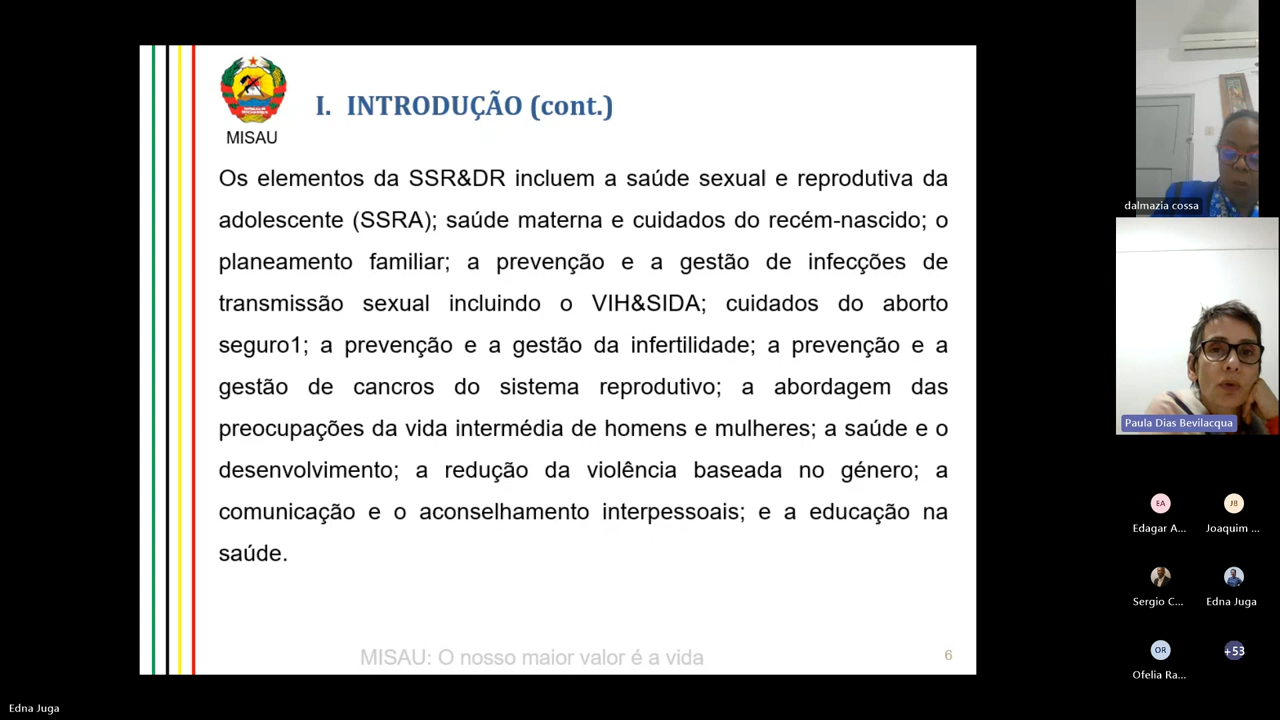 MISAU
I. INTRODUÇÃO (cont.)
Os elementos da SSR&DR incluem a saúde sexual e reprodutiva da
adolescente (SSRA); saúde materna e cuidados do recém-nascido; o
planeamento familiar; a prevenção e a gestão de infecções de
transmissão sexual incluindo o VIH&SIDA; cuidados do aborto
seguro1; a prevenção e a gestão da infertilidade; a prevenção e a
gestão de cancros do sistema reprodutivo; a abordagem das
preocupações da vida intermédia de homens e mulheres; a saúde e o
desenvolvimento; a redução da violência baseada no género; a
comunicação e o aconselhamento interpessoais; e a educação na
saúde.
MISAU: O nosso maior valor é a vida
6
dalmazia cossa
Paula Dias Bevilacqua
EA
JB
Edagar A...
Joaquim ...
Sergio C...
Edna Juga
OR
+53
Ofelia Ra...
Edna Juga